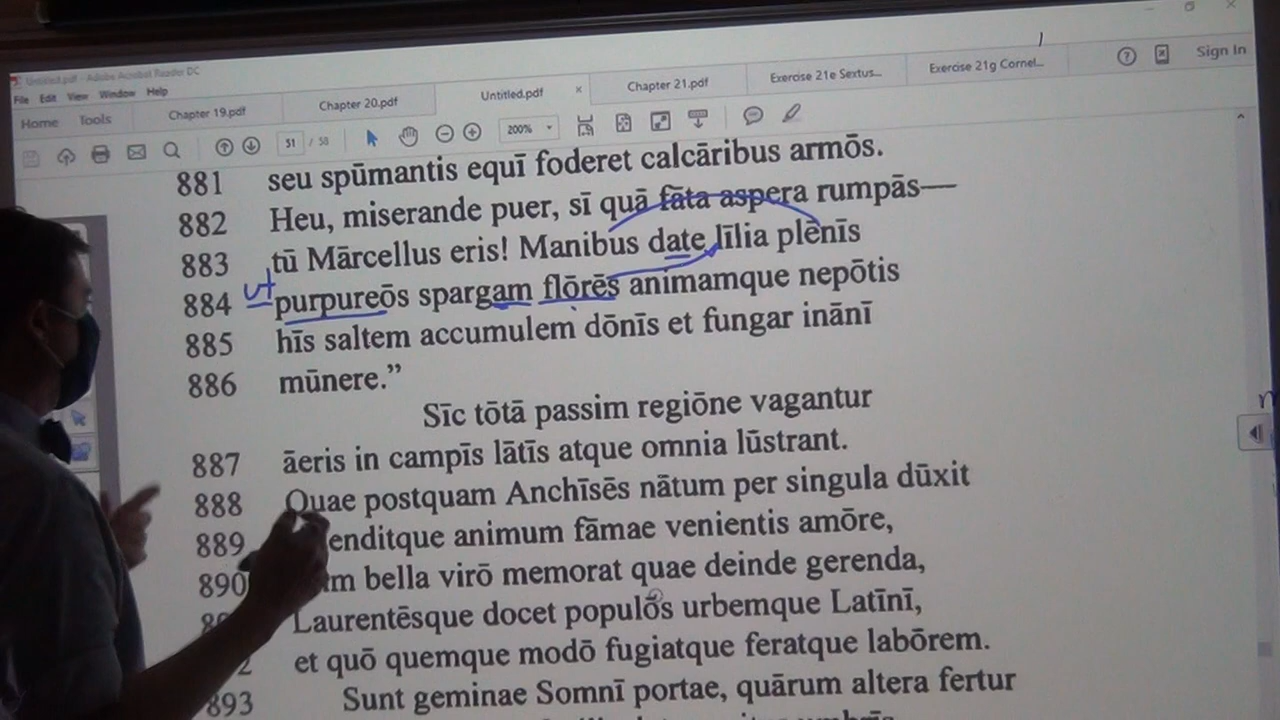 Untitled.pdf - Adobe Acrobat Reader DC
File Edit View Window Help
Home Tools Chapter 19.pdf Chapter 20.pdf Untitled.pdf × Chapter 21.pdf Exercise 21e Sextus... Exercise 21g Cornel... Sign In
51 / 58 200%
881 seu spūmantis equī foderet calcāribus armōs.
882 Heu, miserande puer, sī quā fāta aspera rumpās—
883 tū Mārcellus eris! Manibus date līlia plēnīs
ut
884 purpureōs spargam flōrēs animamque nepōtis
885 hīs saltem accumulem dōnīs et fungar inānī
886 mūnere.”
Sīc tōtā passim regiōne vagantur
887 āeris in campīs lātīs atque omnia lūstrant.
888 Quae postquam Anchīsēs nātum per singula dūxit
889 enditque animum fāmae venientis amōre,
890 m bella virō memorat quae deinde gerenda,
Laurentēsque docet populōs urbemque Latīnī,
2 et quō quemque modō fugiatque feratque labōrem.
893 Sunt geminae Somnī portae, quārum altera fertur